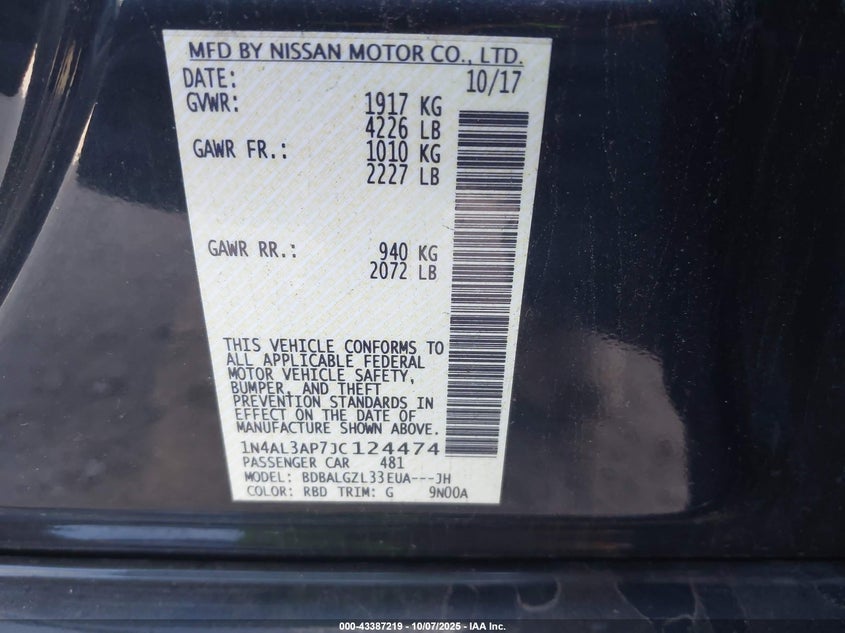 MFD BY NISSAN MOTOR CO., LTD.
DATE: 10/17
GVWR: 1917 KG
4226 LB
GAWR FR.: 1010 KG
2227 LB
GAWR RR.: 940 KG
2072 LB
THIS VEHICLE CONFORMS TO
ALL APPLICABLE FEDERAL
MOTOR VEHICLE SAFETY,
BUMPER, AND THEFT
PREVENTION STANDARDS IN
EFFECT ON THE DATE OF
MANUFACTURE SHOWN ABOVE.
1N4AL3AP7JC124474
PASSENGER CAR 481
MODEL: BDBALGZL33EUA---JH
COLOR: RBD TRIM: G 9N00A
000-43387219 - 10/07/2025 - IAA Inc.